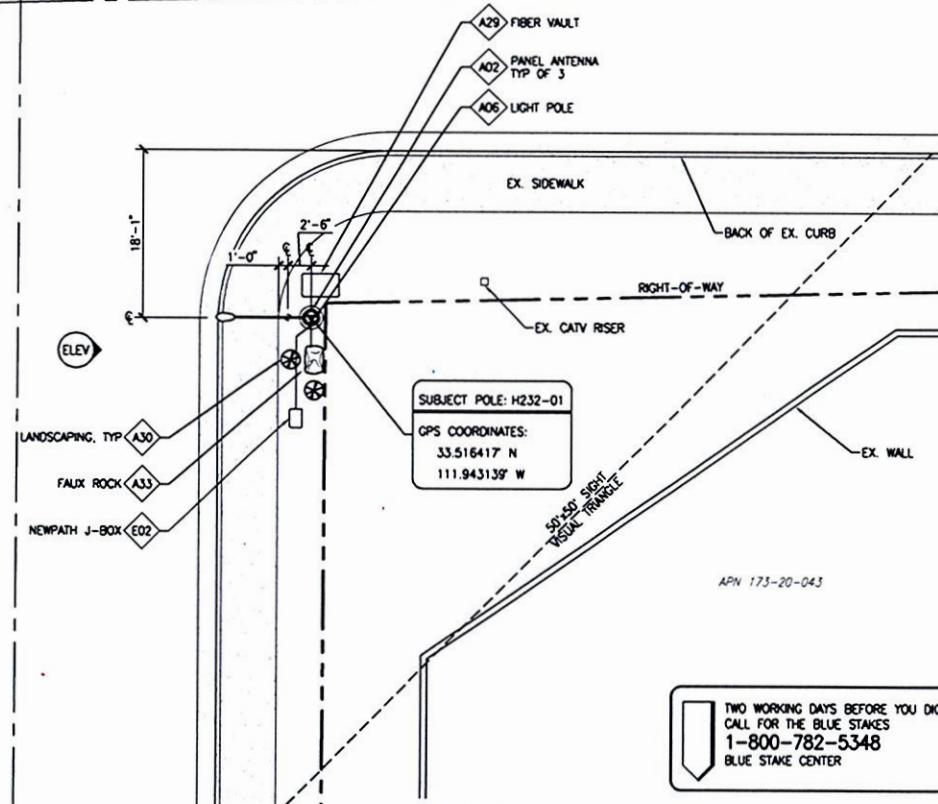 A29 FIBER VAULT
A02 PANEL ANTENNA
TYP OF 3
A06 LIGHT POLE
EX. SIDEWALK
BACK OF EX. CURB
18'-1"
2'-6"
1'-0"
RIGHT-OF-WAY
EX. CATV RISER
ELEV
SUBJECT POLE: H232-01
GPS COORDINATES:
33.516417° N
111.943139° W
LANDSCAPING, TYP A30
FAUX ROCK A33
NEWPATH J-BOX E02
EX. WALL
50'x50' SIGHT
VISUAL TRIANGLE
APN 173-20-043
TWO WORKING DAYS BEFORE YOU DIG
CALL FOR THE BLUE STAKES
1-800-782-5348
BLUE STAKE CENTER